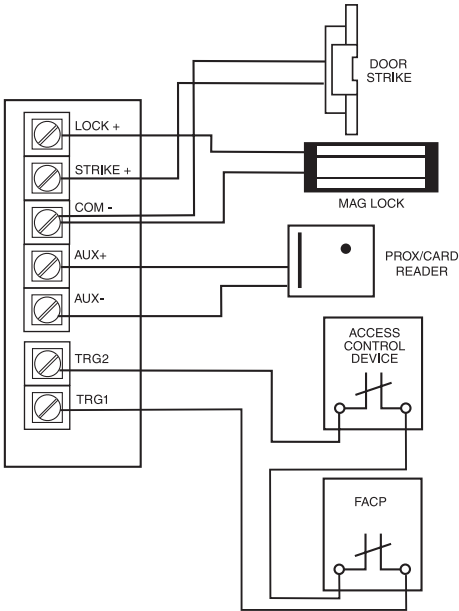 DOOR
STRIKE
LOCK +
STRIKE +
COM -
MAG LOCK
AUX+
PROX/CARD
READER
AUX-
ACCESS
CONTROL
DEVICE
TRG2
TRG1
FACP